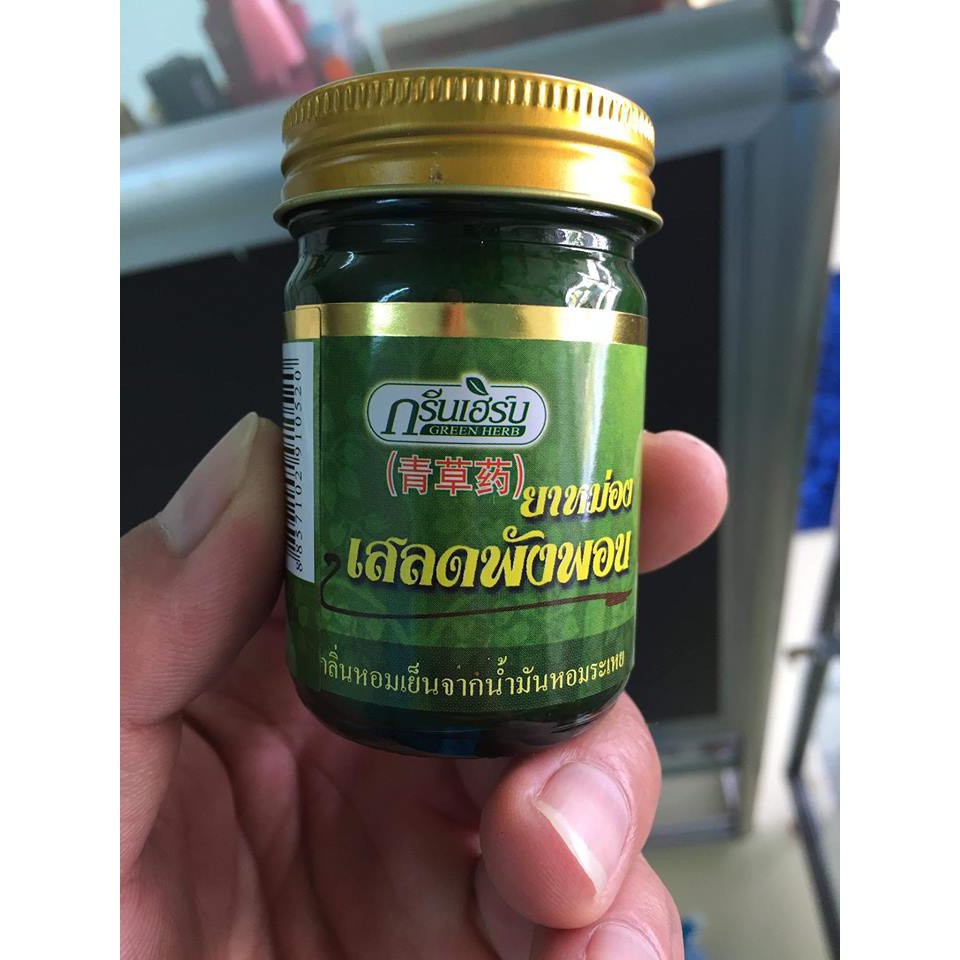 กรีนเฮิร์บ
GREEN HERB
(青草药)
ยาหม่อง
เสลดพังพอน
กลิ่นหอมเย็นจากน้ำมันหอมระเหย
8857102910520